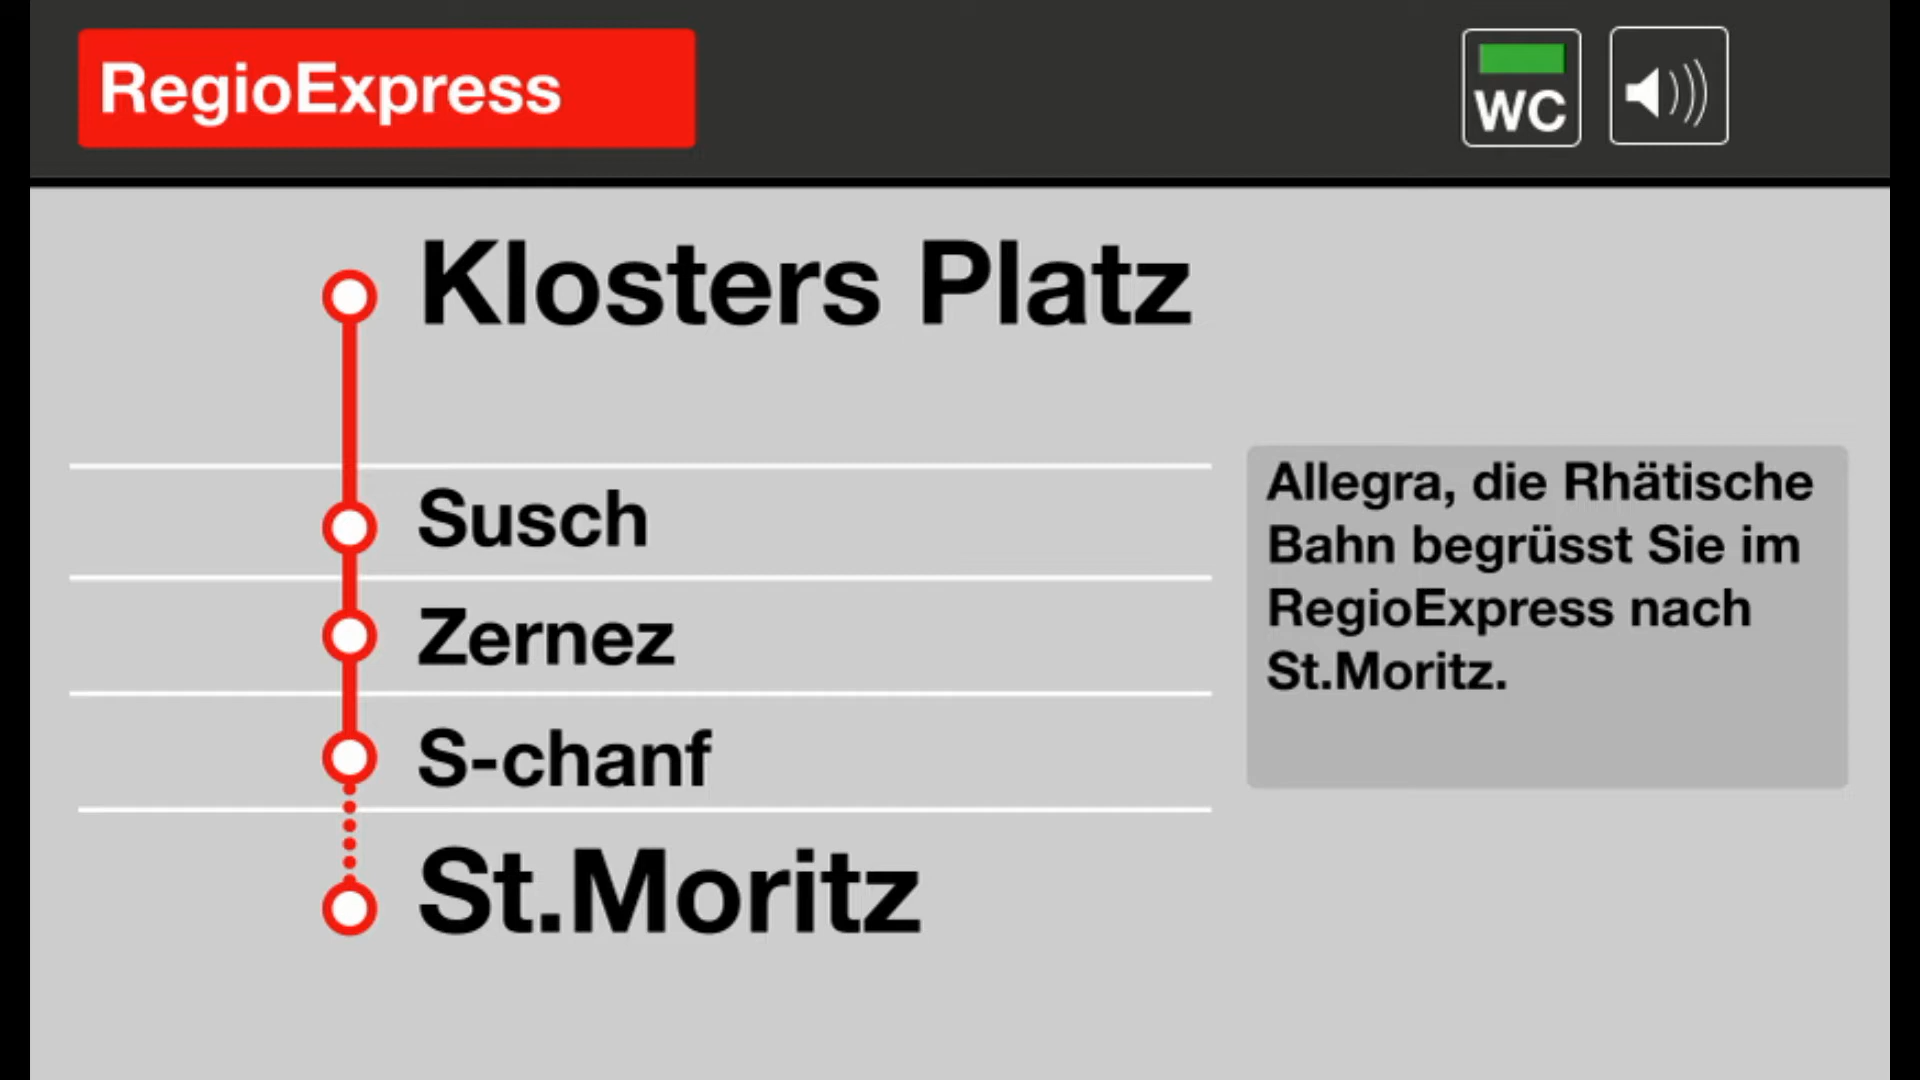 RegioExpress
WC
Klosters Platz
Susch
Zernez
S-chanf
St.Moritz
Allegra, die Rhätische
Bahn begrüsst Sie im
RegioExpress nach
St.Moritz.